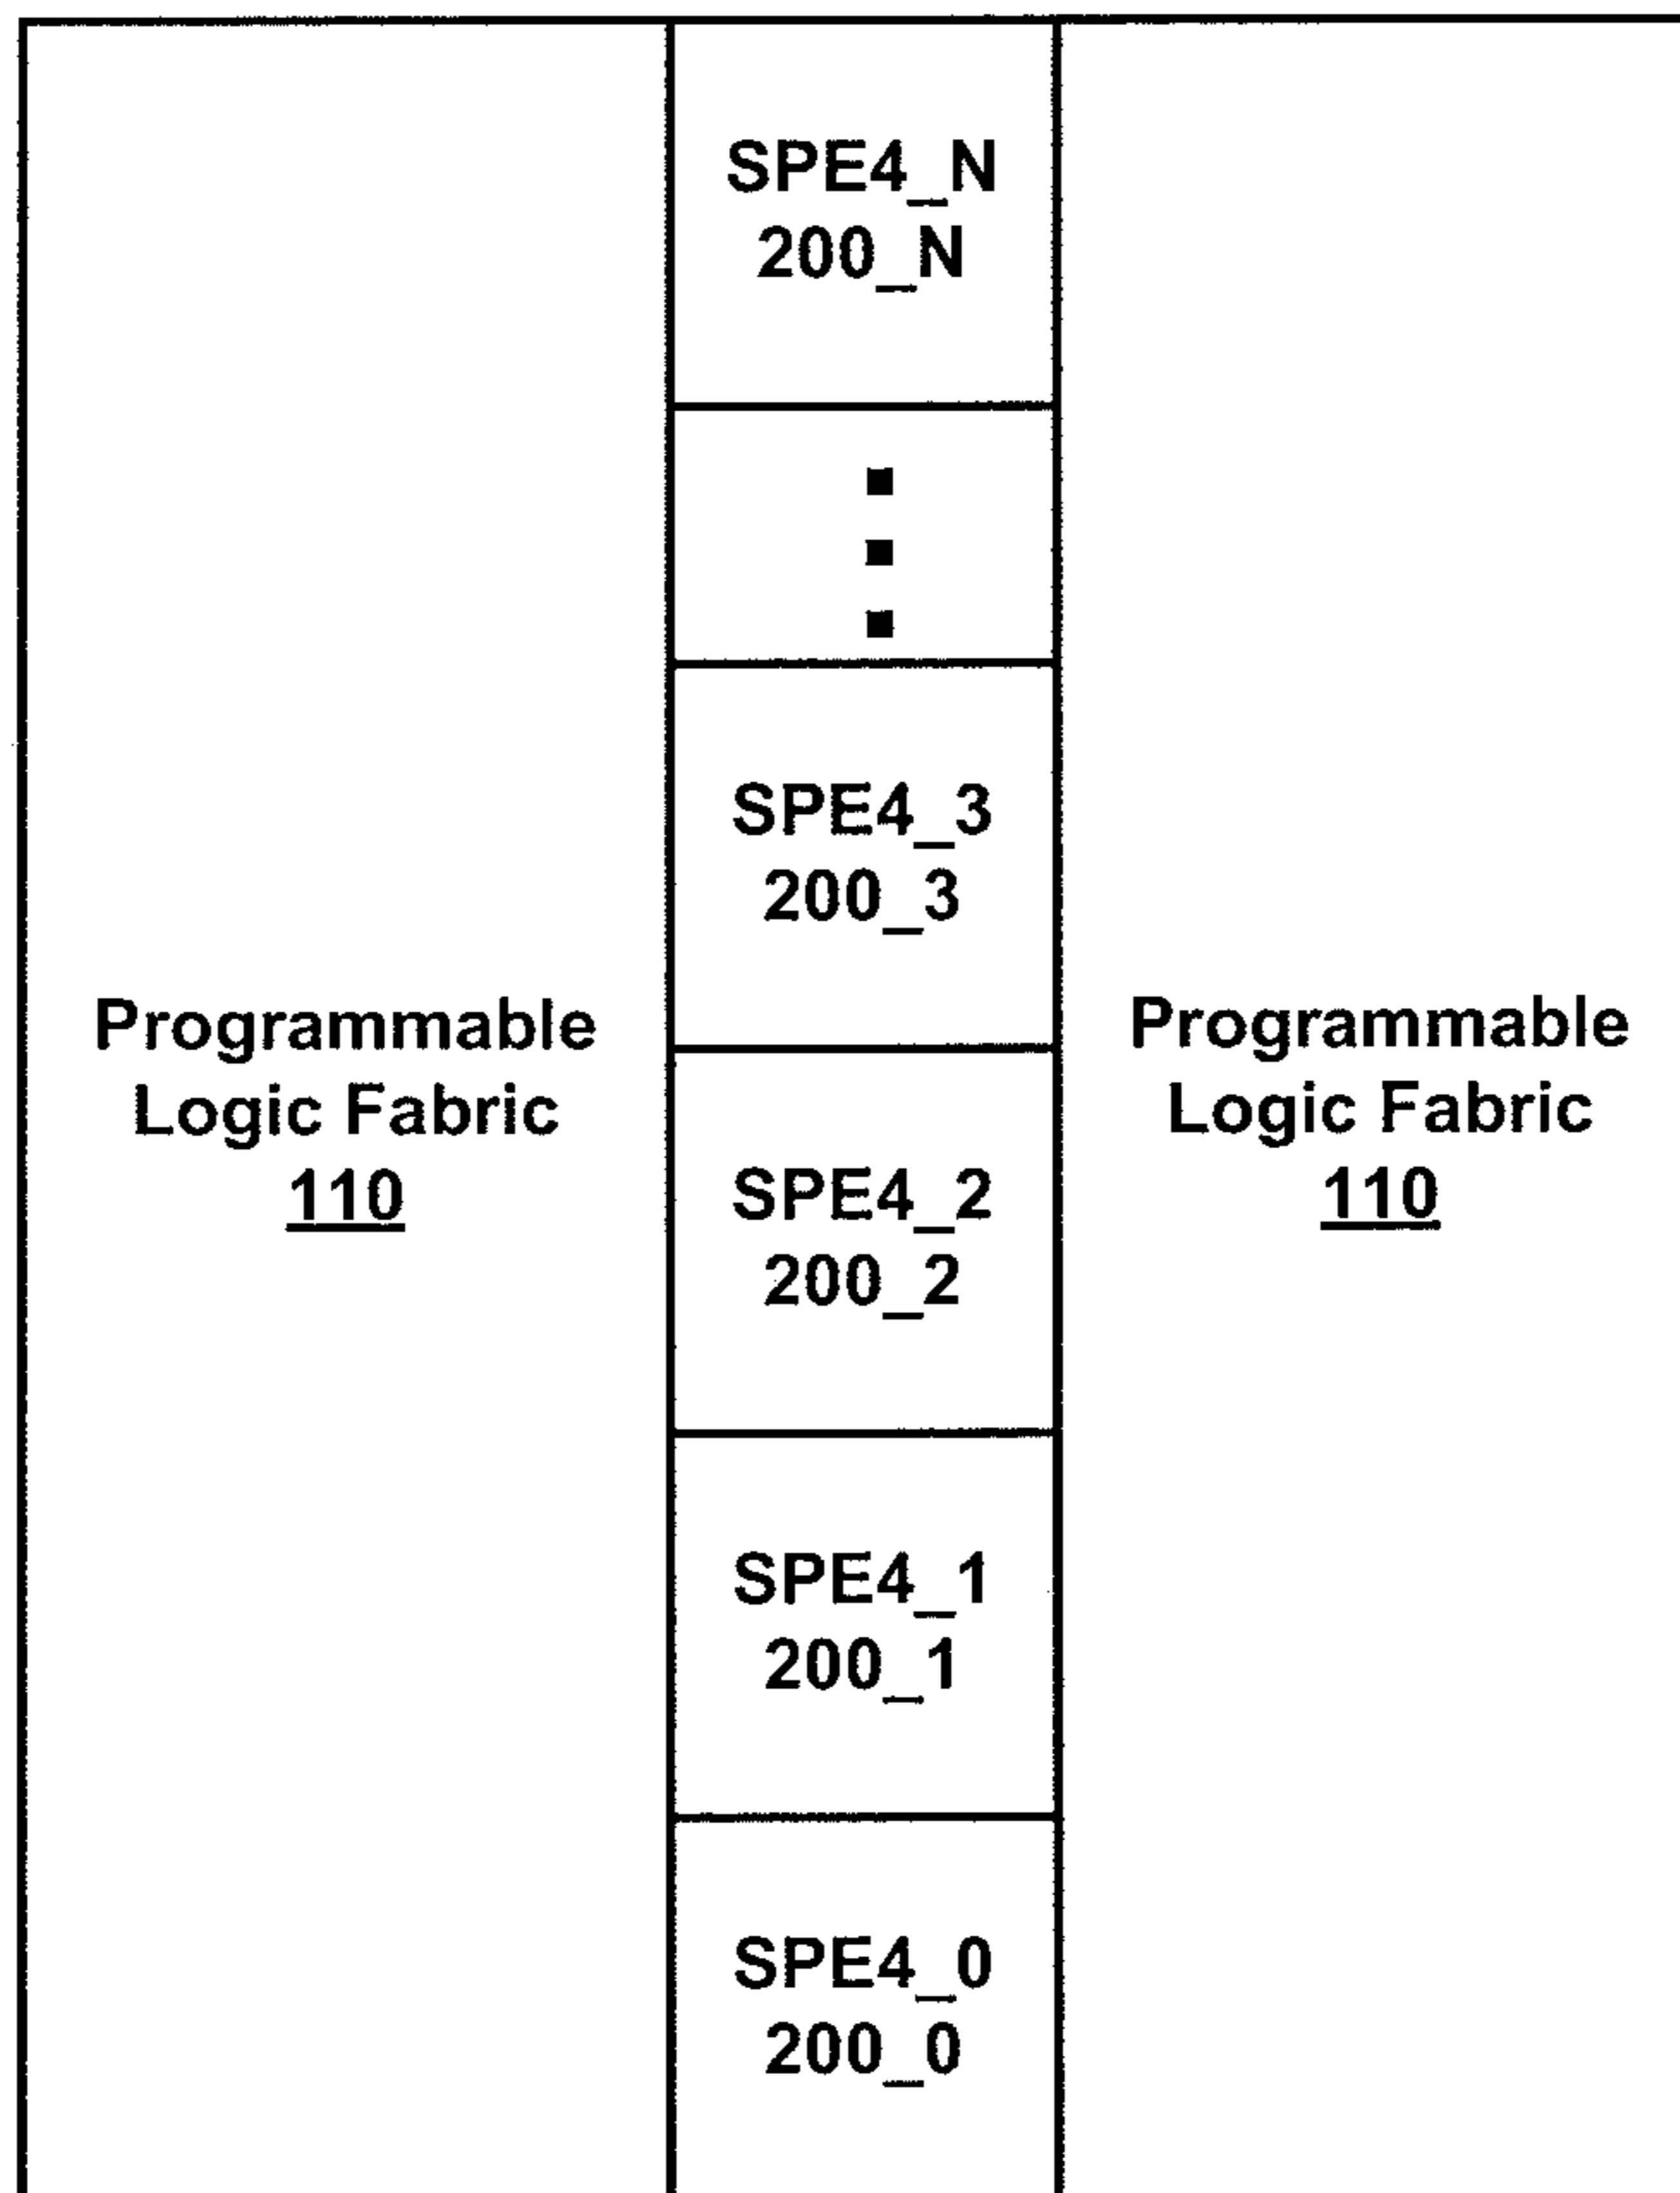 SPE4_N
200_N
SPE4_3
200_3
Programmable
Logic Fabric
110
Programmable
Logic Fabric
110
SPE4_2
200_2
SPE4_1
200_1
SPE4_0
200_0